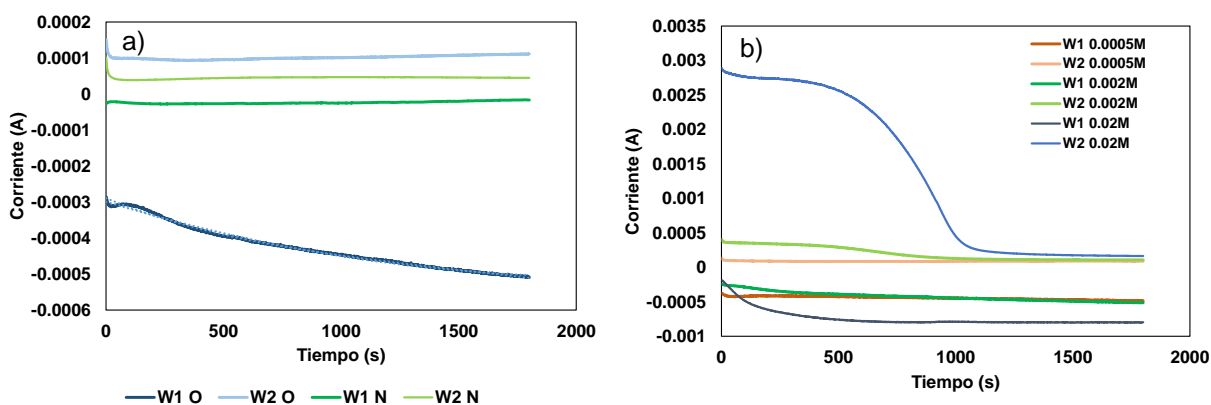 a)
0.0002
0.0001
0
-0.0001
-0.0002
-0.0003
-0.0004
-0.0005
-0.0006
Corriente (A)
0 500 1000 1500 2000
Tiempo (s)
W1 O W2 O W1 N W2 N
b)
0.0035
0.003
0.0025
0.002
0.0015
0.001
0.0005
0
-0.0005
-0.001
Corriente (A)
W1 0.0005M
W2 0.0005M
W1 0.002M
W2 0.002M
W1 0.02M
W2 0.02M
0 500 1000 1500 2000
Tiempo (s)